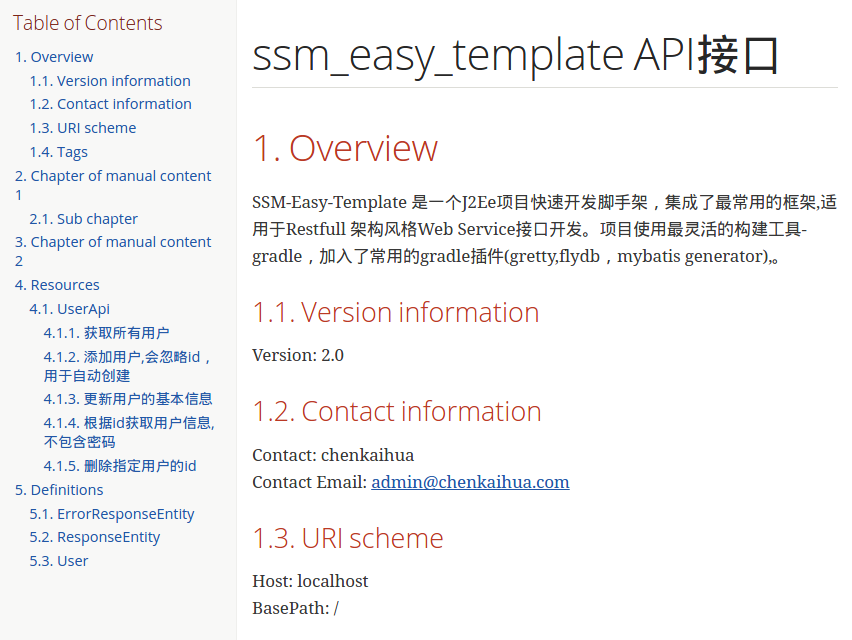 Table of Contents
1. Overview
1.1. Version information
1.2. Contact information
1.3. URI scheme
1.4. Tags
2. Chapter of manual content
1
2.1. Sub chapter
3. Chapter of manual content
2
4. Resources
4.1. UserApi
4.1.1. 获取所有用户
4.1.2. 添加用户,会忽略id，
用于自动创建
4.1.3. 更新用户的基本信息
4.1.4. 根据id获取用户信息,
不包含密码
4.1.5. 删除指定用户的id
5. Definitions
5.1. ErrorResponseEntity
5.2. ResponseEntity
5.3. User
ssm_easy_template API接口
1. Overview
SSM-Easy-Template 是一个J2Ee项目快速开发脚手架，集成了最常用的框架,适
用于Restfull 架构风格Web Service接口开发。项目使用最灵活的构建工具-
gradle，加入了常用的gradle插件(gretty,flydb，mybatis generator),。
1.1. Version information
Version: 2.0
1.2. Contact information
Contact: chenkaihua
Contact Email: admin@chenkaihua.com
1.3. URI scheme
Host: localhost
BasePath: /